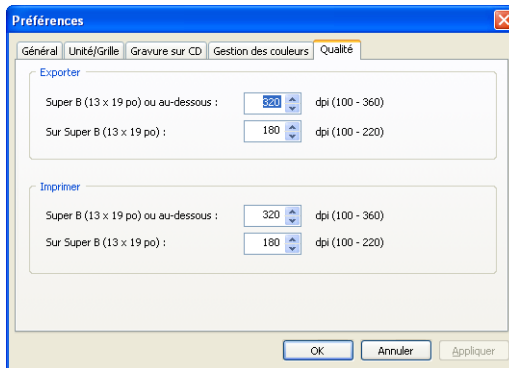 Préférences
Général Unité/Grille Gravure sur CD Gestion des couleurs Qualité
Exporter
Super B (13 x 19 po) ou au-dessous : 320 dpi (100 - 360)
Sur Super B (13 x 19 po) : 180 dpi (100 - 220)
Imprimer
Super B (13 x 19 po) ou au-dessous : 320 dpi (100 - 360)
Sur Super B (13 x 19 po) : 180 dpi (100 - 220)
OK Annuler Appliquer